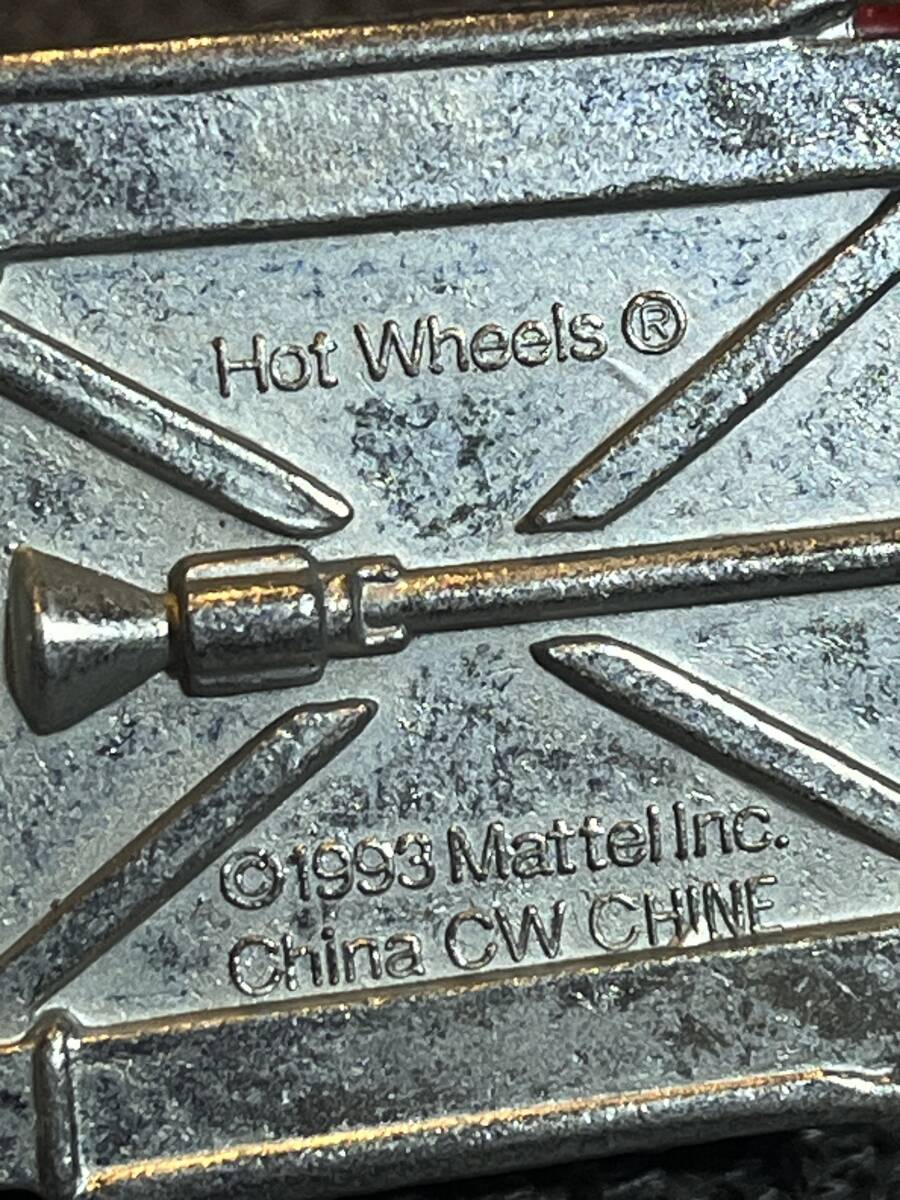 Hot Wheels ®
©1993 Mattel Inc.
China CW CHINE